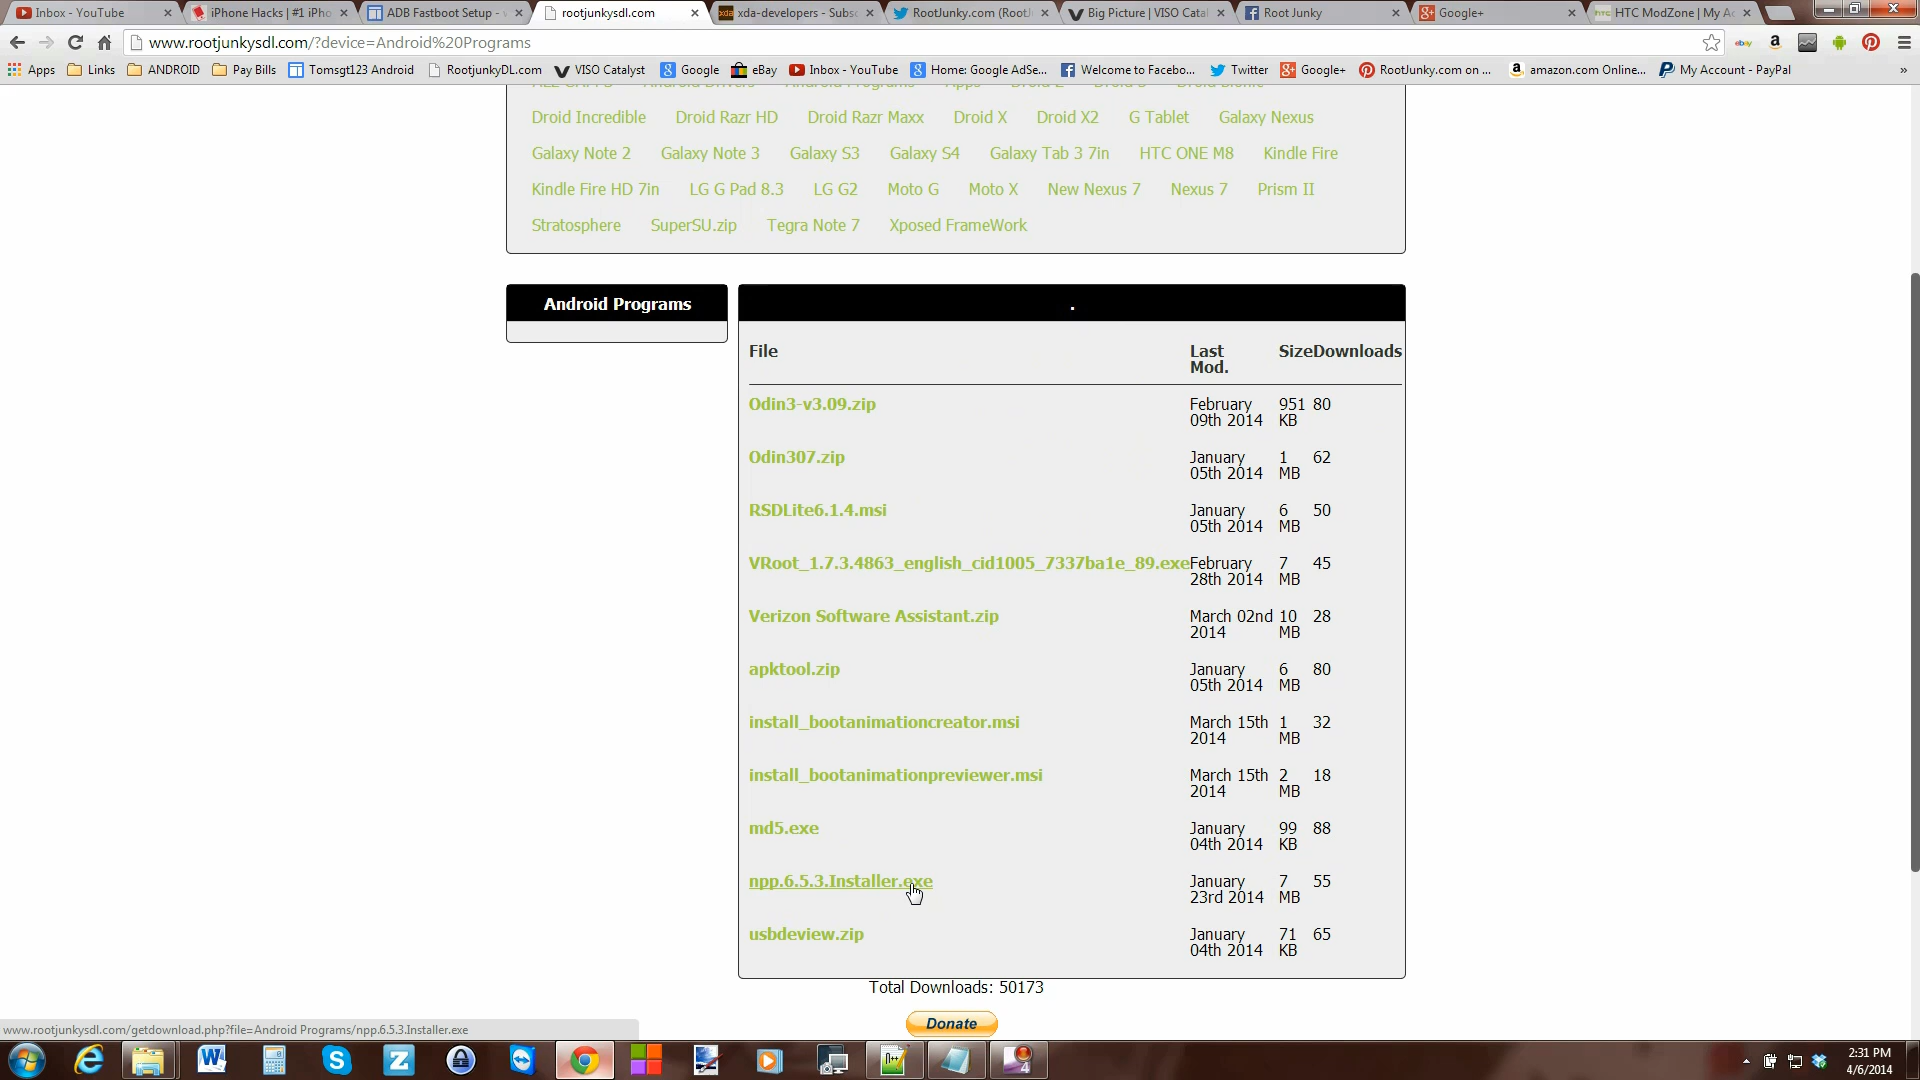 Inbox - YouTube
iPhone Hacks | #1 iPho
ADB Fastboot Setup -
rootjunkysdl.com
xda-developers - Subsc
RootJunky.com (RootJ
Big Picture | VISO Catal
Root Junky
Google+
HTC ModZone | My Ac
www.rootjunkysdl.com/?device=Android%20Programs
Apps Links ANDROID Pay Bills Tomsgt123 Android RootjunkyDL.com VISO Catalyst Google eBay Inbox - YouTube Home: Google AdSe... Welcome to Facebo... Twitter Google+ RootJunky.com on ... amazon.com Online... My Account - PayPal »
Droid Incredible Droid Razr HD Droid Razr Maxx Droid X Droid X2 G Tablet Galaxy Nexus
Galaxy Note 2 Galaxy Note 3 Galaxy S3 Galaxy S4 Galaxy Tab 3 7in HTC ONE M8 Kindle Fire
Kindle Fire HD 7in LG G Pad 8.3 LG G2 Moto G Moto X New Nexus 7 Nexus 7 Prism II
Stratosphere SuperSU.zip Tegra Note 7 Xposed FrameWork
Android Programs
.
File Last Mod. Size Downloads
Odin3-v3.09.zip February 09th 2014 951 KB 80
Odin307.zip January 05th 2014 1 MB 62
RSDLite6.1.4.msi January 05th 2014 6 MB 50
VRoot_1.7.3.4863_english_cid1005_7337ba1e_89.exe February 28th 2014 7 MB 45
Verizon Software Assistant.zip March 02nd 2014 10 MB 28
apktool.zip January 05th 2014 6 MB 80
install_bootanimationcreator.msi March 15th 2014 1 MB 32
install_bootanimationpreviewer.msi March 15th 2014 2 MB 18
md5.exe January 04th 2014 99 KB 88
npp.6.5.3.Installer.exe January 23rd 2014 7 MB 55
usbdeview.zip January 04th 2014 71 KB 65
Total Downloads: 50173
Donate
www.rootjunkysdl.com/getdownload.php?file=Android Programs/npp.6.5.3.Installer.exe
2:31 PM
4/6/2014